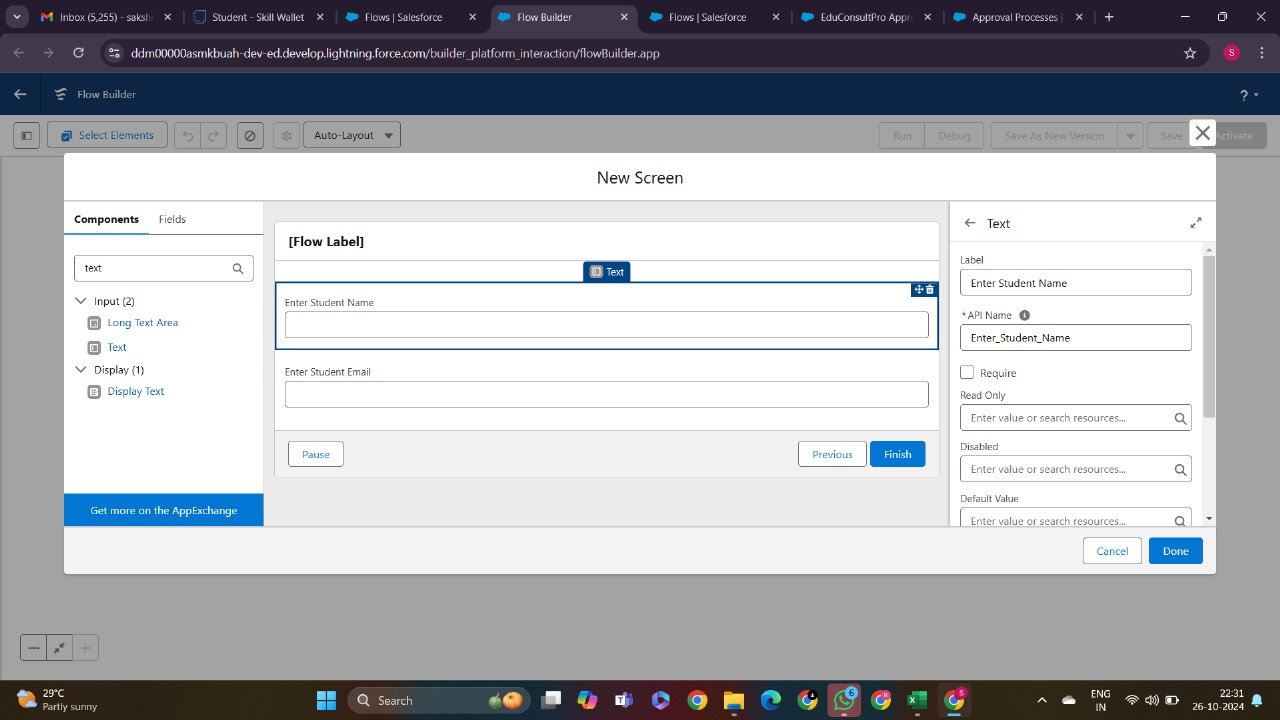 Inbox (5,255) - saksh
Student - Skill Wallet
Flows | Salesforce
Flow Builder
Flows | Salesforce
EduConsultPro Appr
Approval Processes |
ddm00000asmkbuah-dev-ed.develop.lightning.force.com/builder_platform_interaction/flowBuilder.app
S
Flow Builder
?
Select Elements
Auto-Layout
Run
Debug
Save As New Version
Save
Activate
New Screen
Components
Fields
text
Input (2)
Long Text Area
Text
Display (1)
Display Text
Get more on the AppExchange
[Flow Label]
Text
Enter Student Name
Enter Student Email
Pause
Previous
Finish
Text
Label
Enter Student Name
*API Name
Enter_Student_Name
Require
Read Only
Enter value or search resources...
Disabled
Enter value or search resources...
Default Value
Enter value or search resources...
Cancel
Done
29°C
Partly sunny
Search
6
ENG
IN
22:31
26-10-2024